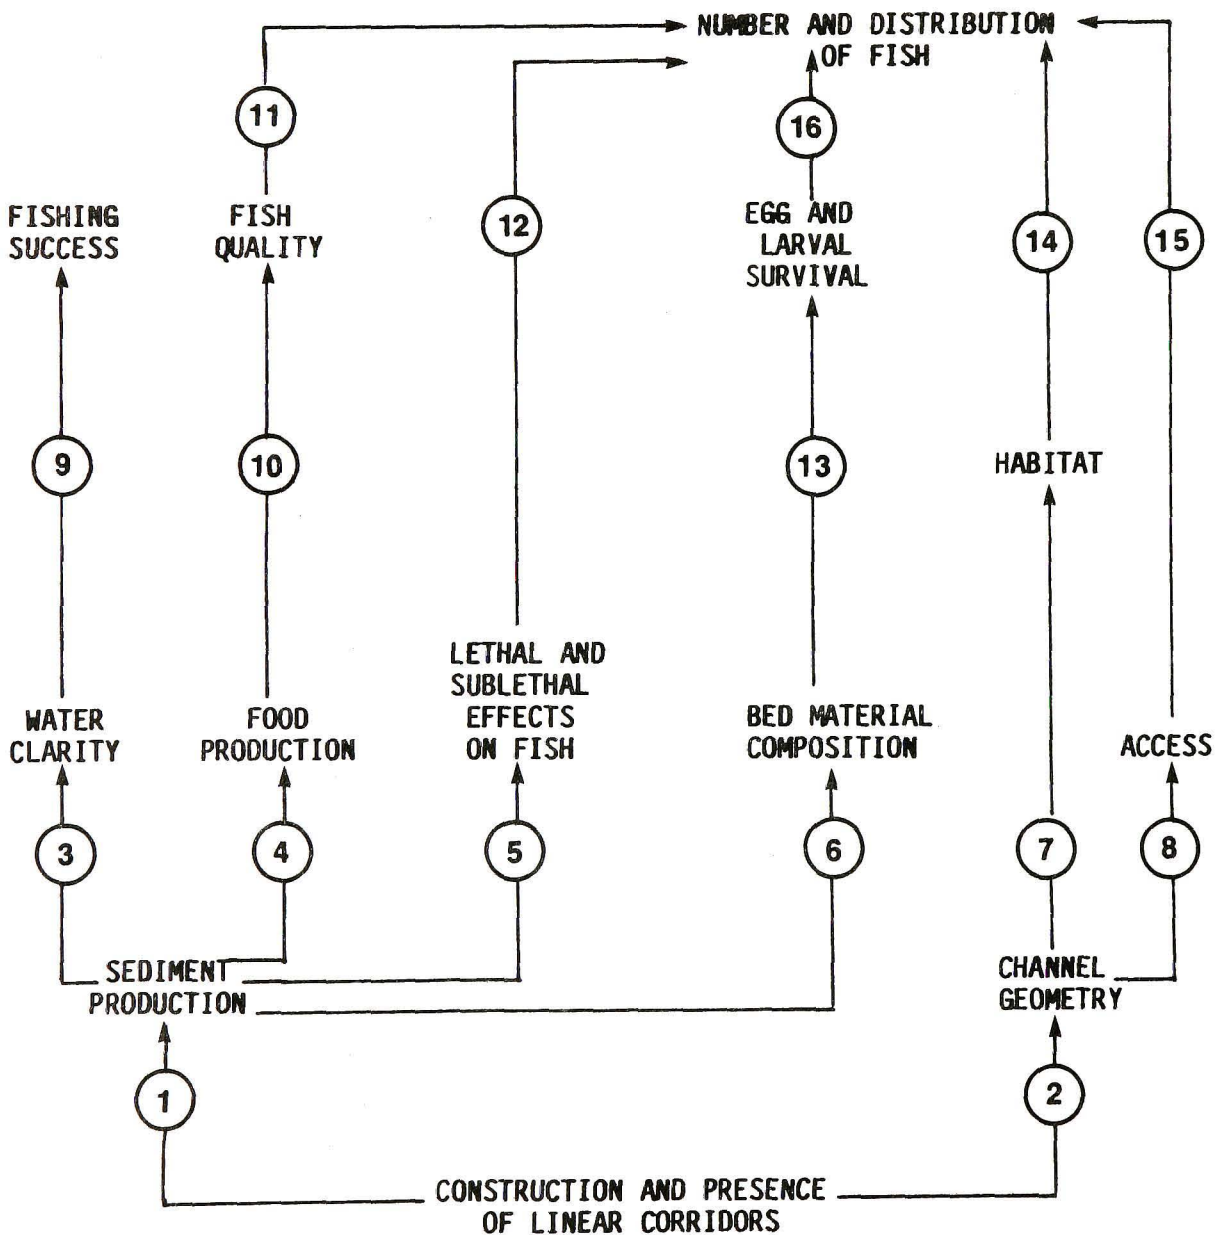 NUMBER AND DISTRIBUTION
OF FISH
11
16
FISHING
SUCCESS
FISH
QUALITY
12
EGG AND
LARVAL
SURVIVAL
14
15
9
10
13
HABITAT
LETHAL AND
SUBLETHAL
EFFECTS
ON FISH
WATER
CLARITY
FOOD
PRODUCTION
BED MATERIAL
COMPOSITION
ACCESS
3
4
5
6
7
8
SEDIMENT
PRODUCTION
CHANNEL
GEOMETRY
1
2
CONSTRUCTION AND PRESENCE
OF LINEAR CORRIDORS